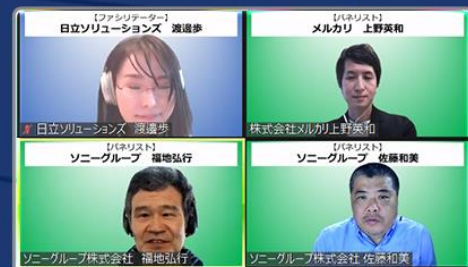 【ファシリテーター】
日立ソリューションズ 渡邉歩
日立ソリューションズ 渡邉歩
【パネリスト】
メルカリ 上野英和
株式会社メルカリ上野英和
【パネリスト】
ソニーグループ 福地弘行
ソニーグループ株式会社 福地弘行
【パネリスト】
ソニーグループ 佐藤和美
ソニーグループ株式会社 佐藤和美